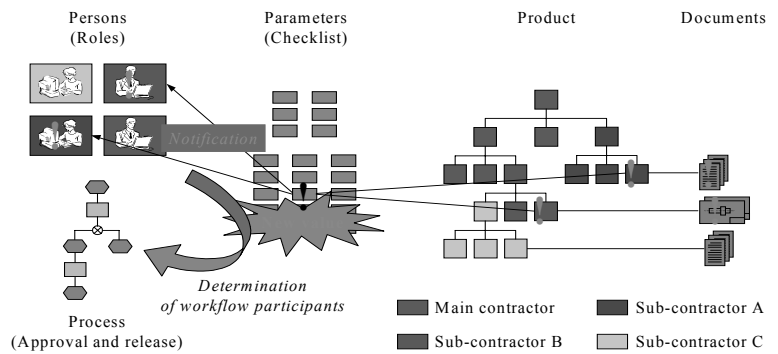 Persons
(Roles)
Parameters
(Checklist)
Product
Documents
Notification
Determination
of workflow participants
Process
(Approval and release)
Main contractor
Sub-contractor A
Sub-contractor B
Sub-contractor C